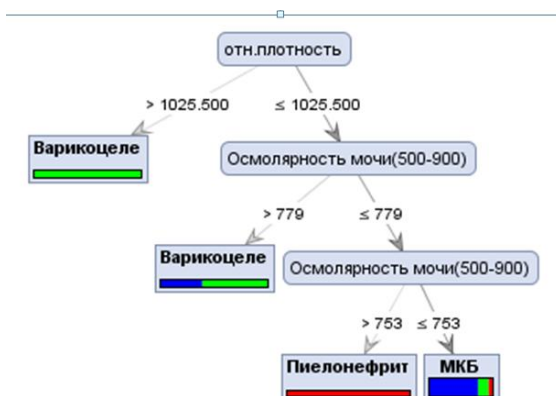 отн.плотность
> 1025.500 ≤ 1025.500
Варикоцеле
Осмолярность мочи(500-900)
> 779 ≤ 779
Варикоцеле
Осмолярность мочи(500-900)
> 753 ≤ 753
Пиелонефрит МКБ